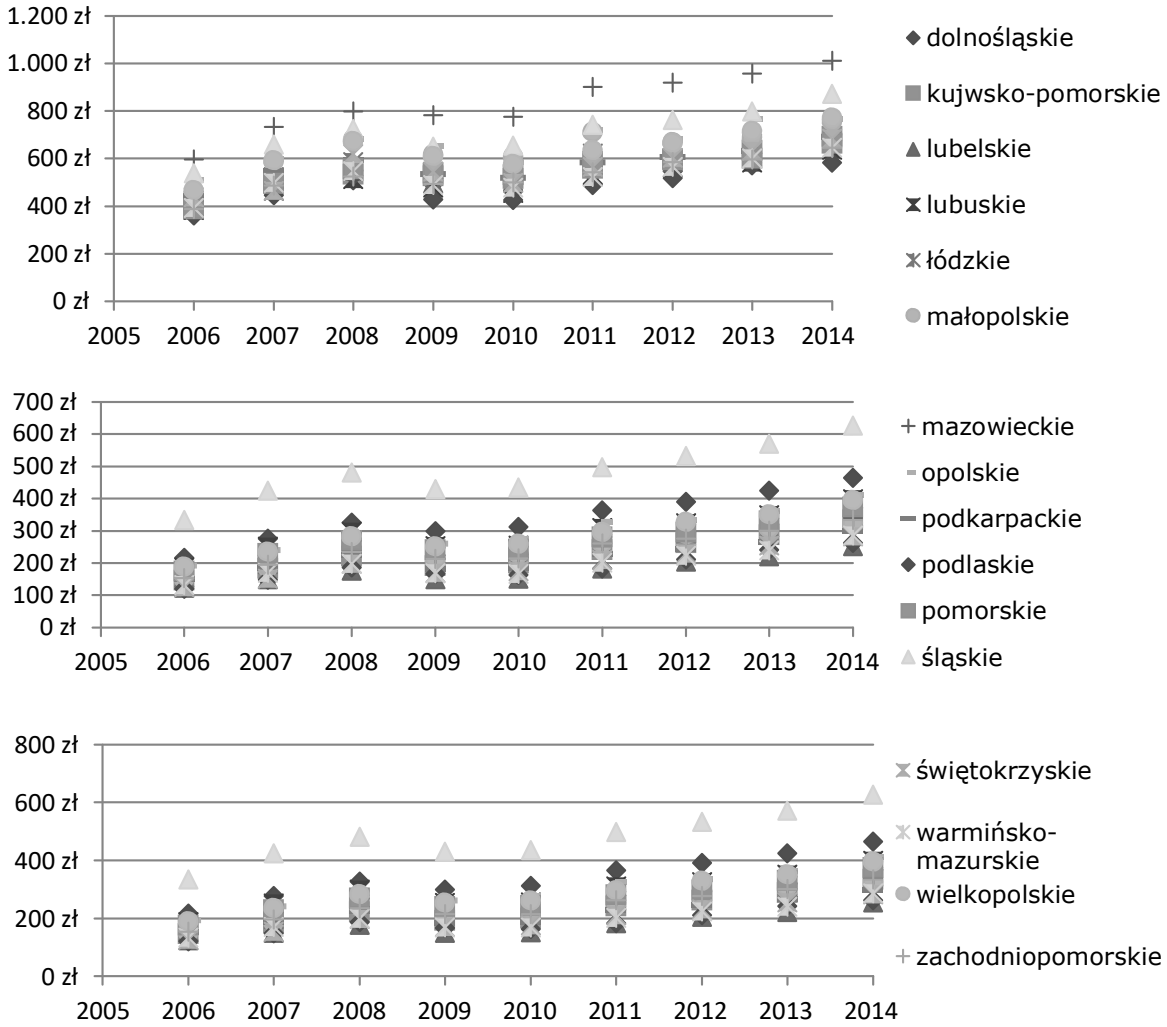 1.200 zł
1.000 zł
800 zł
600 zł
400 zł
200 zł
0 zł
2005 2006 2007 2008 2009 2010 2011 2012 2013 2014
dolnośląskie
kujwsko-pomorskie
lubelskie
lubuskie
łódzkie
małopolskie
700 zł
600 zł
500 zł
400 zł
300 zł
200 zł
100 zł
0 zł
2005 2006 2007 2008 2009 2010 2011 2012 2013 2014
mazowieckie
opolskie
podkarpackie
podlaskie
pomorskie
śląskie
800 zł
600 zł
400 zł
200 zł
0 zł
2005 2006 2007 2008 2009 2010 2011 2012 2013 2014
świętokrzyskie
warmińsko-
mazurskie
wielkopolskie
zachodniopomorskie